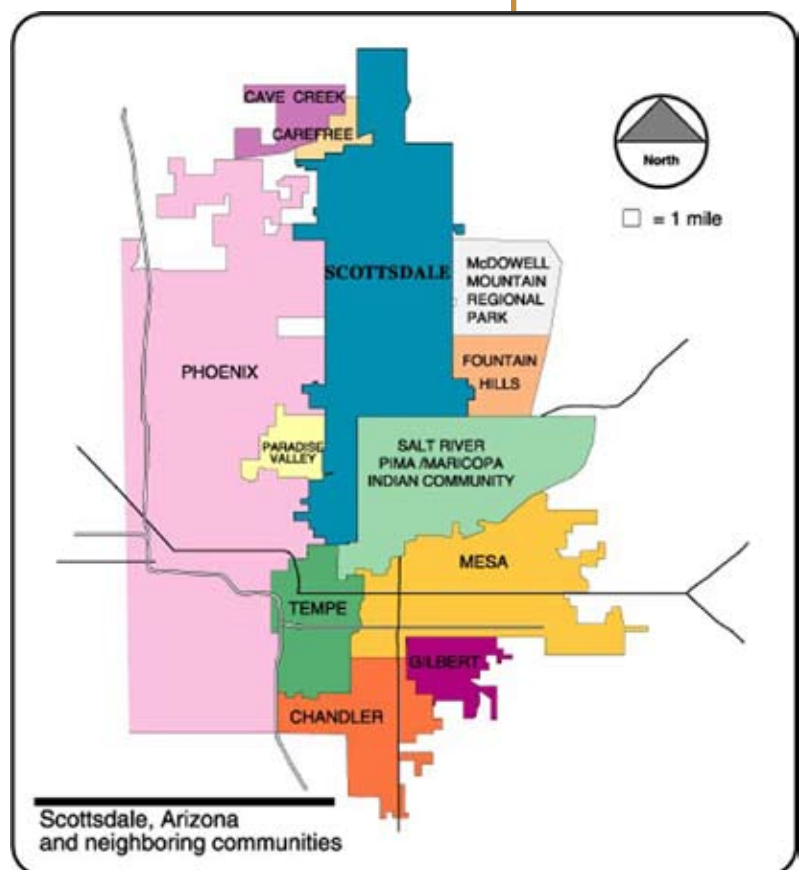 CAVE CREEK
CAREFREE
North
= 1 mile
SCOTTSDALE
McDOWELL
MOUNTAIN
REGIONAL
PARK
PHOENIX
FOUNTAIN
HILLS
PARADISE
VALLEY
SALT RIVER
PIMA /MARICOPA
INDIAN COMMUNITY
MESA
TEMPE
GILBERT
CHANDLER
Scottsdale, Arizona
and neighboring communities